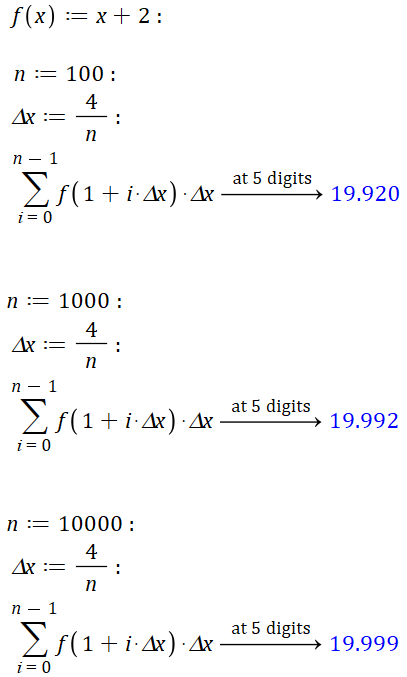 f(x) := x + 2 :
n := 100 :
Δx := 4/n :
n − 1
∑ f(1 + i·Δx)·Δx → at 5 digits 19.920
i = 0
n := 1000 :
Δx := 4/n :
n − 1
∑ f(1 + i·Δx)·Δx → at 5 digits 19.992
i = 0
n := 10000 :
Δx := 4/n :
n − 1
∑ f(1 + i·Δx)·Δx → at 5 digits 19.999
i = 0